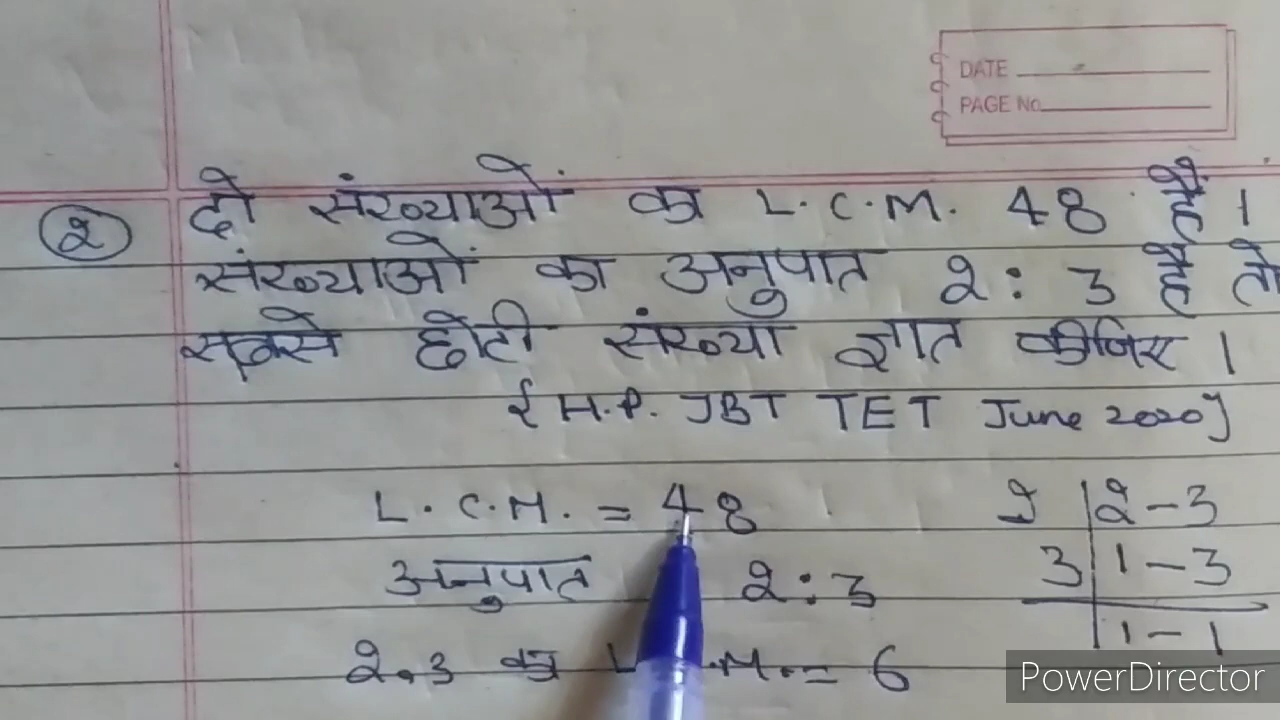 DATE
PAGE No.
2 दो संख्याओं का L.C.M. 48 है।
संख्याओं का अनुपात 2 : 3 है तो
सबसे छोटी संख्या ज्ञात कीजिए।
{ H.P. JBT TET June 2020}
L.C.M. = 48
अनुपात 2 : 3
2,3 का L .M. = 6
2 | 2 - 3
3 | 1 - 3
| 1 - 1
PowerDirector